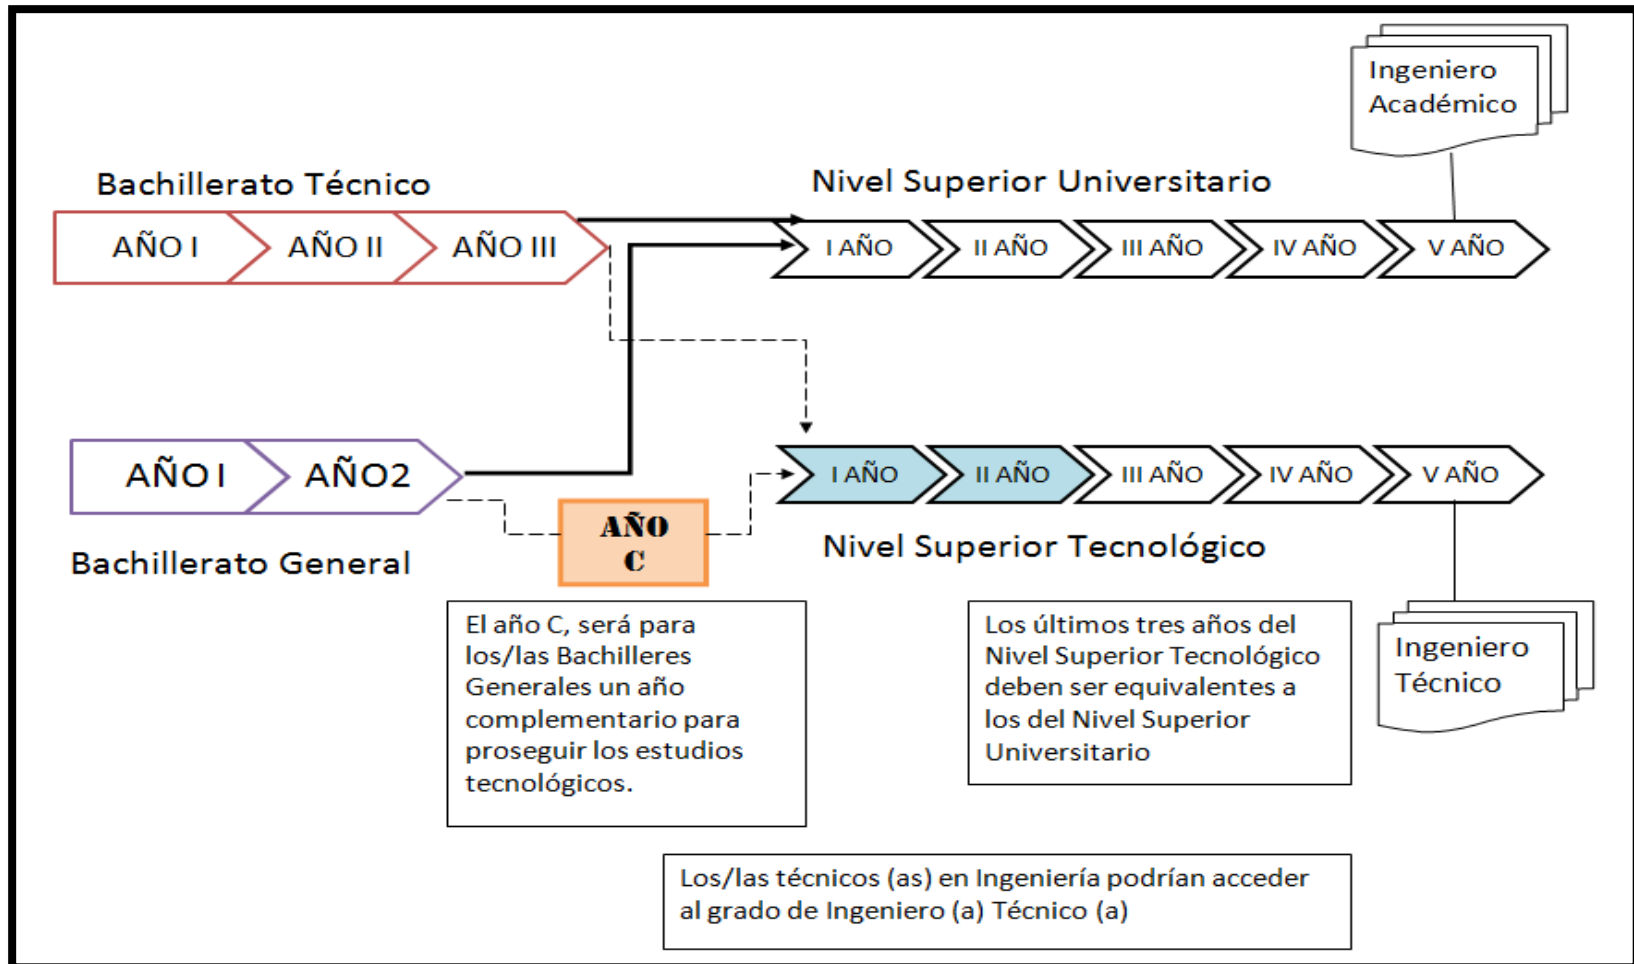 Ingeniero
Académico
Bachillerato Técnico
Nivel Superior Universitario
AÑO I
AÑO II
AÑO III
I AÑO
II AÑO
III AÑO
IV AÑO
V AÑO
AÑO I
AÑO2
I AÑO
II AÑO
III AÑO
IV AÑO
V AÑO
AÑO
C
Bachillerato General
Nivel Superior Tecnológico
El año C, será para
los/las Bachilleres
Generales un año
complementario para
proseguir los estudios
tecnológicos.
Los últimos tres años del
Nivel Superior Tecnológico
deben ser equivalentes a
los del Nivel Superior
Universitario
Ingeniero
Técnico
Los/las técnicos (as) en Ingeniería podrían acceder
al grado de Ingeniero (a) Técnico (a)